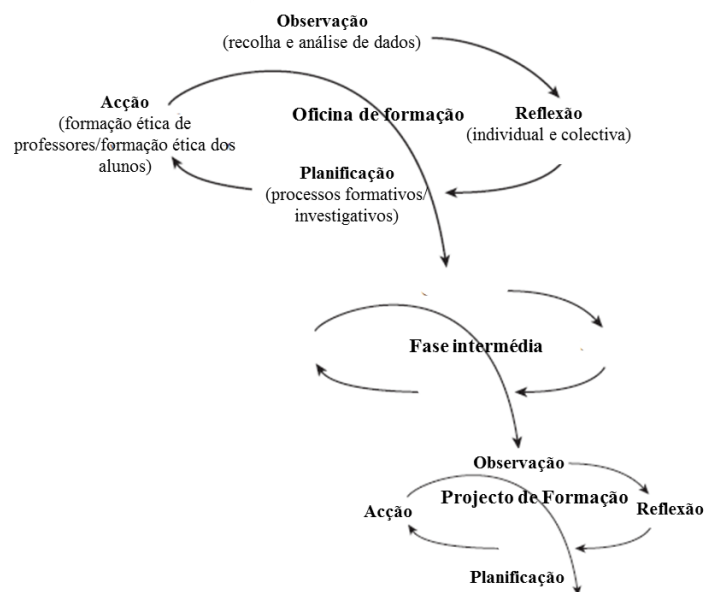 Observação
(recolha e análise de dados)
Acção
(formação ética de
professores/formação ética dos
alunos)
Oficina de formação
Reflexão
(individual e colectiva)
Planificação
(processos formativos/
investigativos)
Fase intermédia
Observação
Projecto de Formação
Acção
Reflexão
Planificação